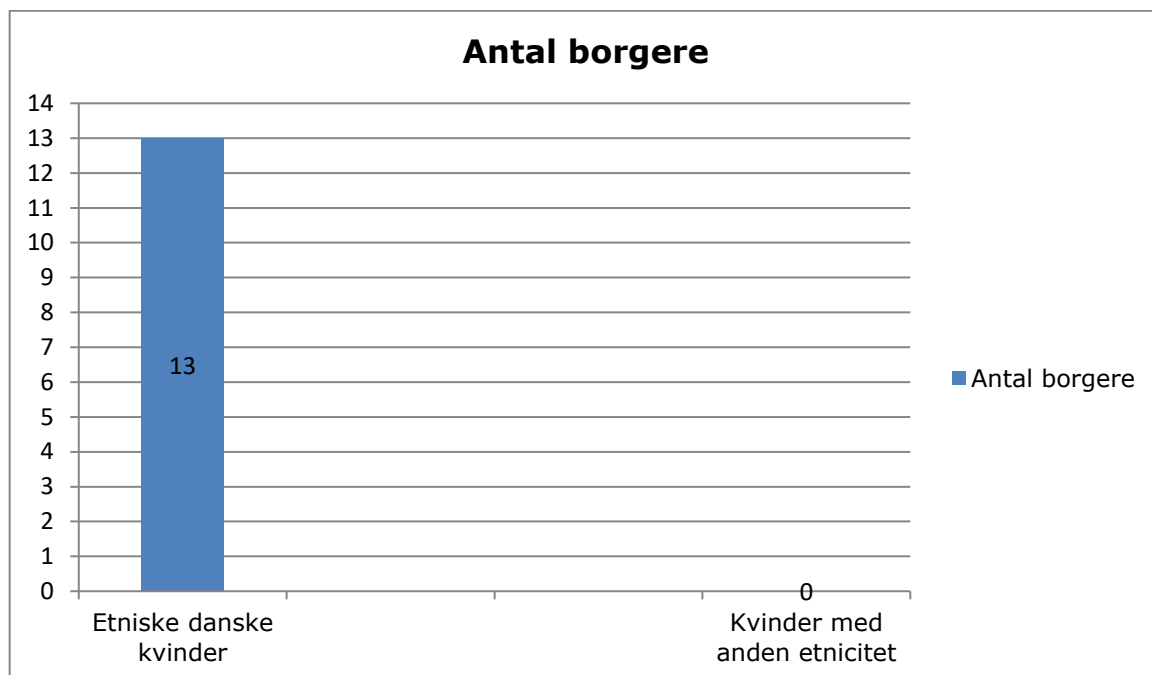 Antal borgere
14
13
12
11
10
9
8
7
6
5
4
3
2
1
0
13
0
Etniske danske
kvinder
Kvinder med
anden etnicitet
Antal borgere